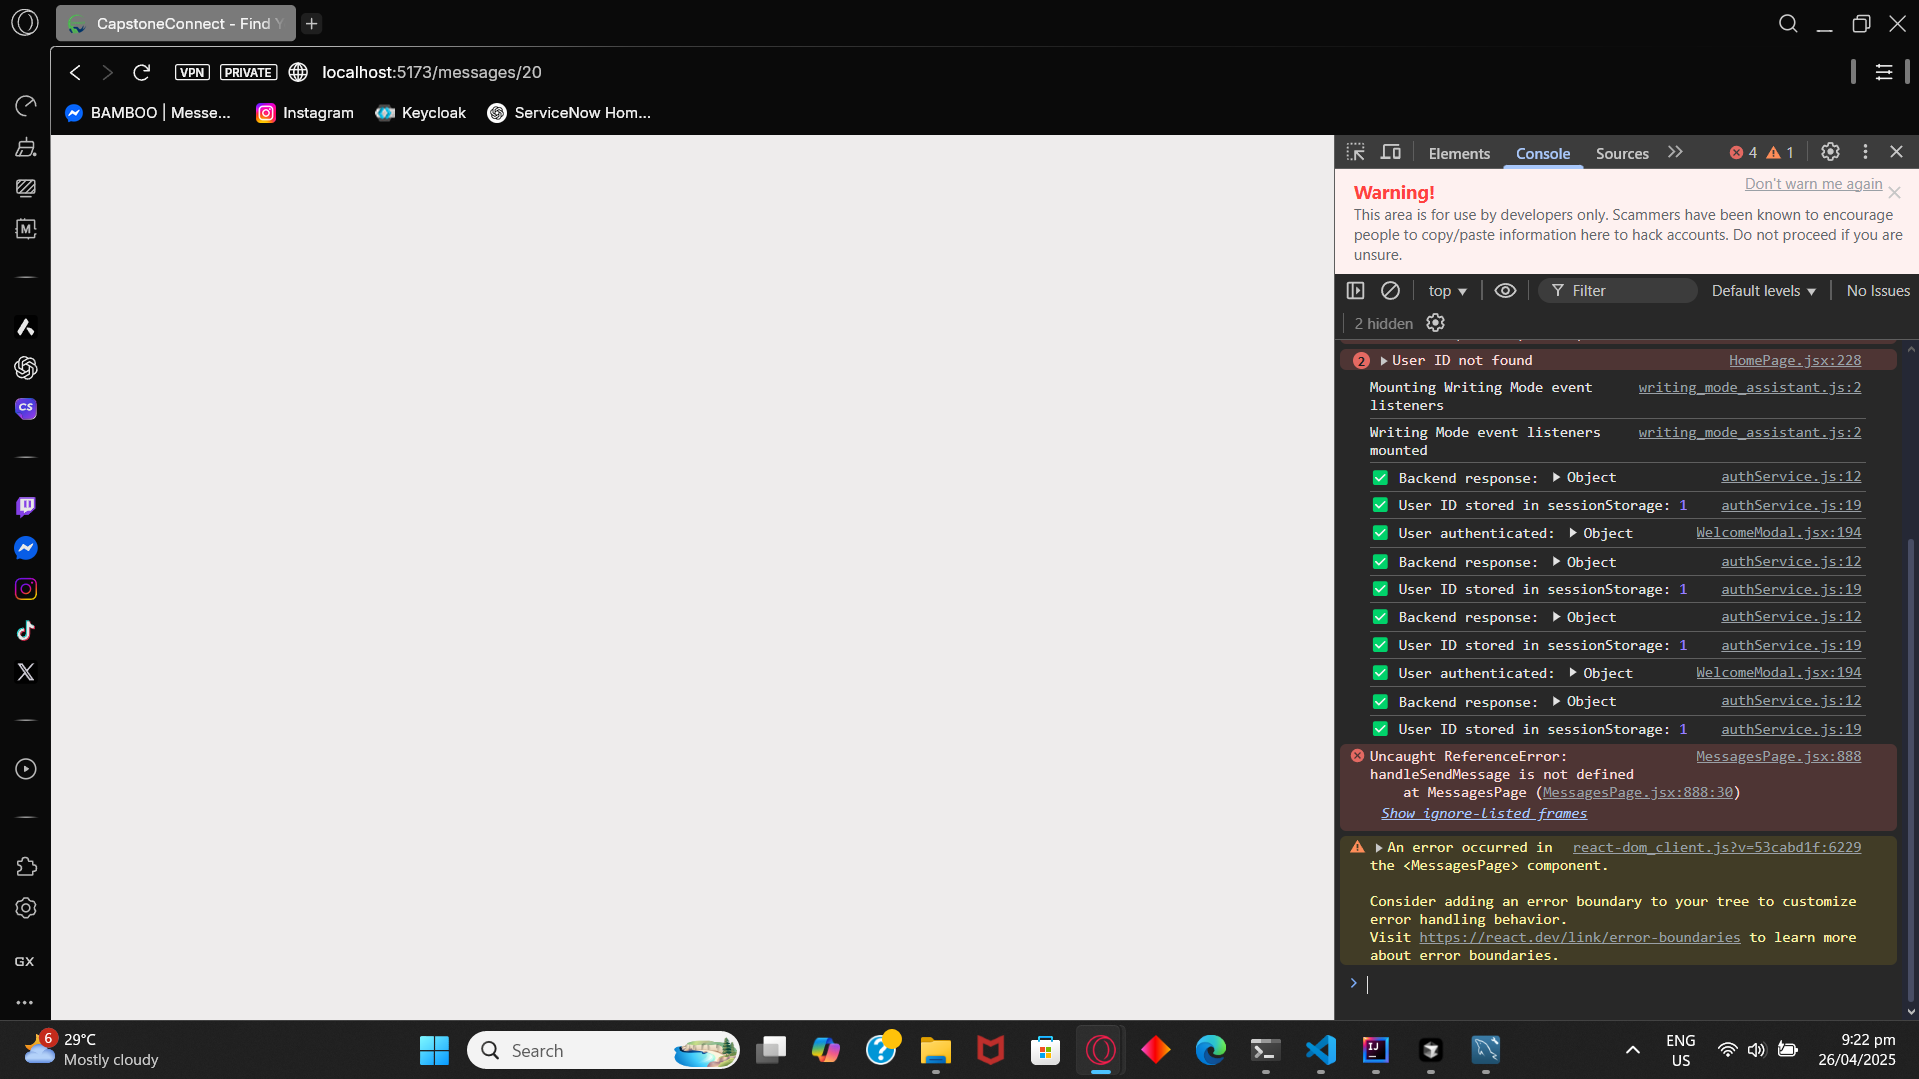 CapstoneConnect - Find Y
VPN
PRIVATE
localhost:5173/messages/20
BAMBOO | Messe...
Instagram
Keycloak
ServiceNow Hom...
M
CS
GX
Elements
Console
Sources
4
1
Warning!
Don't warn me again
This area is for use by developers only. Scammers have been known to encourage
people to copy/paste information here to hack accounts. Do not proceed if you are
unsure.
top
Filter
Default levels
No Issues
2 hidden
2
User ID not found
HomePage.jsx:228
Mounting Writing Mode event
writing_mode_assistant.js:2
listeners
Writing Mode event listeners
writing_mode_assistant.js:2
mounted
Backend response: Object
authService.js:12
User ID stored in sessionStorage: 1
authService.js:19
User authenticated: Object
WelcomeModal.jsx:194
Backend response: Object
authService.js:12
User ID stored in sessionStorage: 1
authService.js:19
Backend response: Object
authService.js:12
User ID stored in sessionStorage: 1
authService.js:19
User authenticated: Object
WelcomeModal.jsx:194
Backend response: Object
authService.js:12
User ID stored in sessionStorage: 1
authService.js:19
Uncaught ReferenceError:
MessagesPage.jsx:888
handleSendMessage is not defined
at MessagesPage (MessagesPage.jsx:888:30)
Show ignore-listed frames
An error occurred in
react-dom_client.js?v=53cabd1f:6229
the <MessagesPage> component.
Consider adding an error boundary to your tree to customize
error handling behavior.
Visit https://react.dev/link/error-boundaries to learn more
about error boundaries.
6
29°C
Mostly cloudy
Search
IJ
ENG
US
9:22 pm
26/04/2025